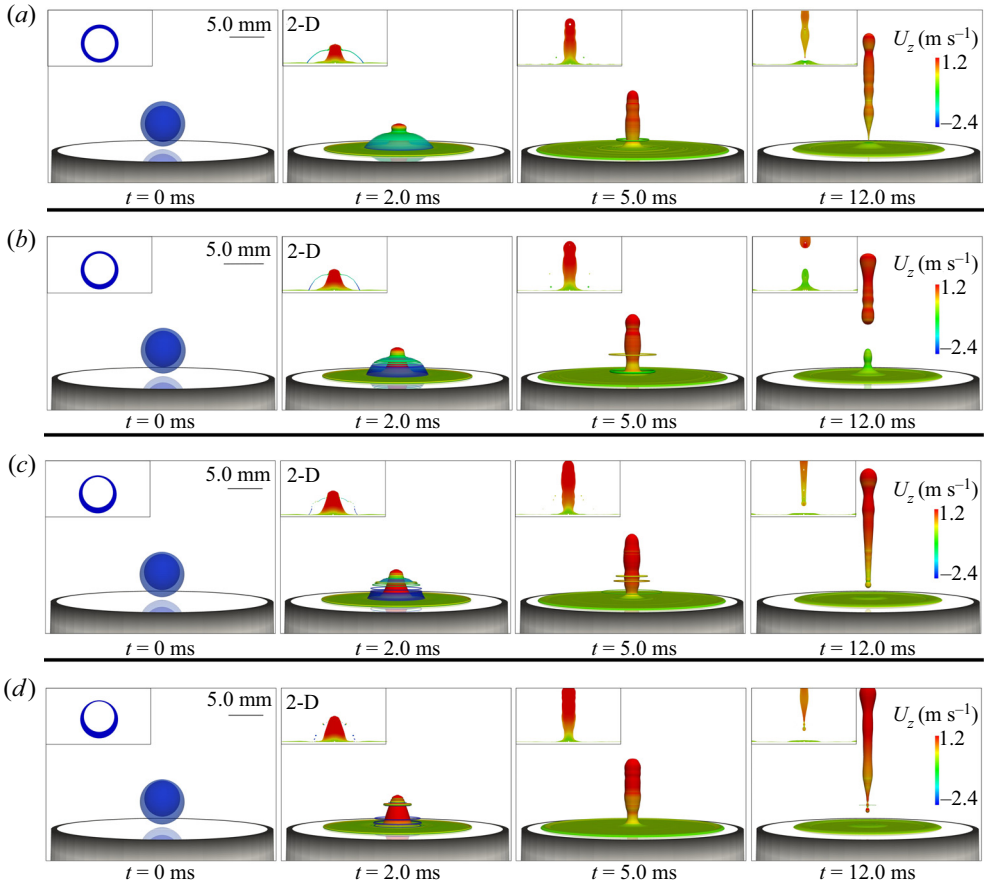 (a)
5.0 mm
2-D
U_z (m s⁻¹)
1.2
–2.4
t = 0 ms
t = 2.0 ms
t = 5.0 ms
t = 12.0 ms
(b)
5.0 mm
2-D
U_z (m s⁻¹)
1.2
–2.4
t = 0 ms
t = 2.0 ms
t = 5.0 ms
t = 12.0 ms
(c)
5.0 mm
2-D
U_z (m s⁻¹)
1.2
–2.4
t = 0 ms
t = 2.0 ms
t = 5.0 ms
t = 12.0 ms
(d)
5.0 mm
2-D
U_z (m s⁻¹)
1.2
–2.4
t = 0 ms
t = 2.0 ms
t = 5.0 ms
t = 12.0 ms